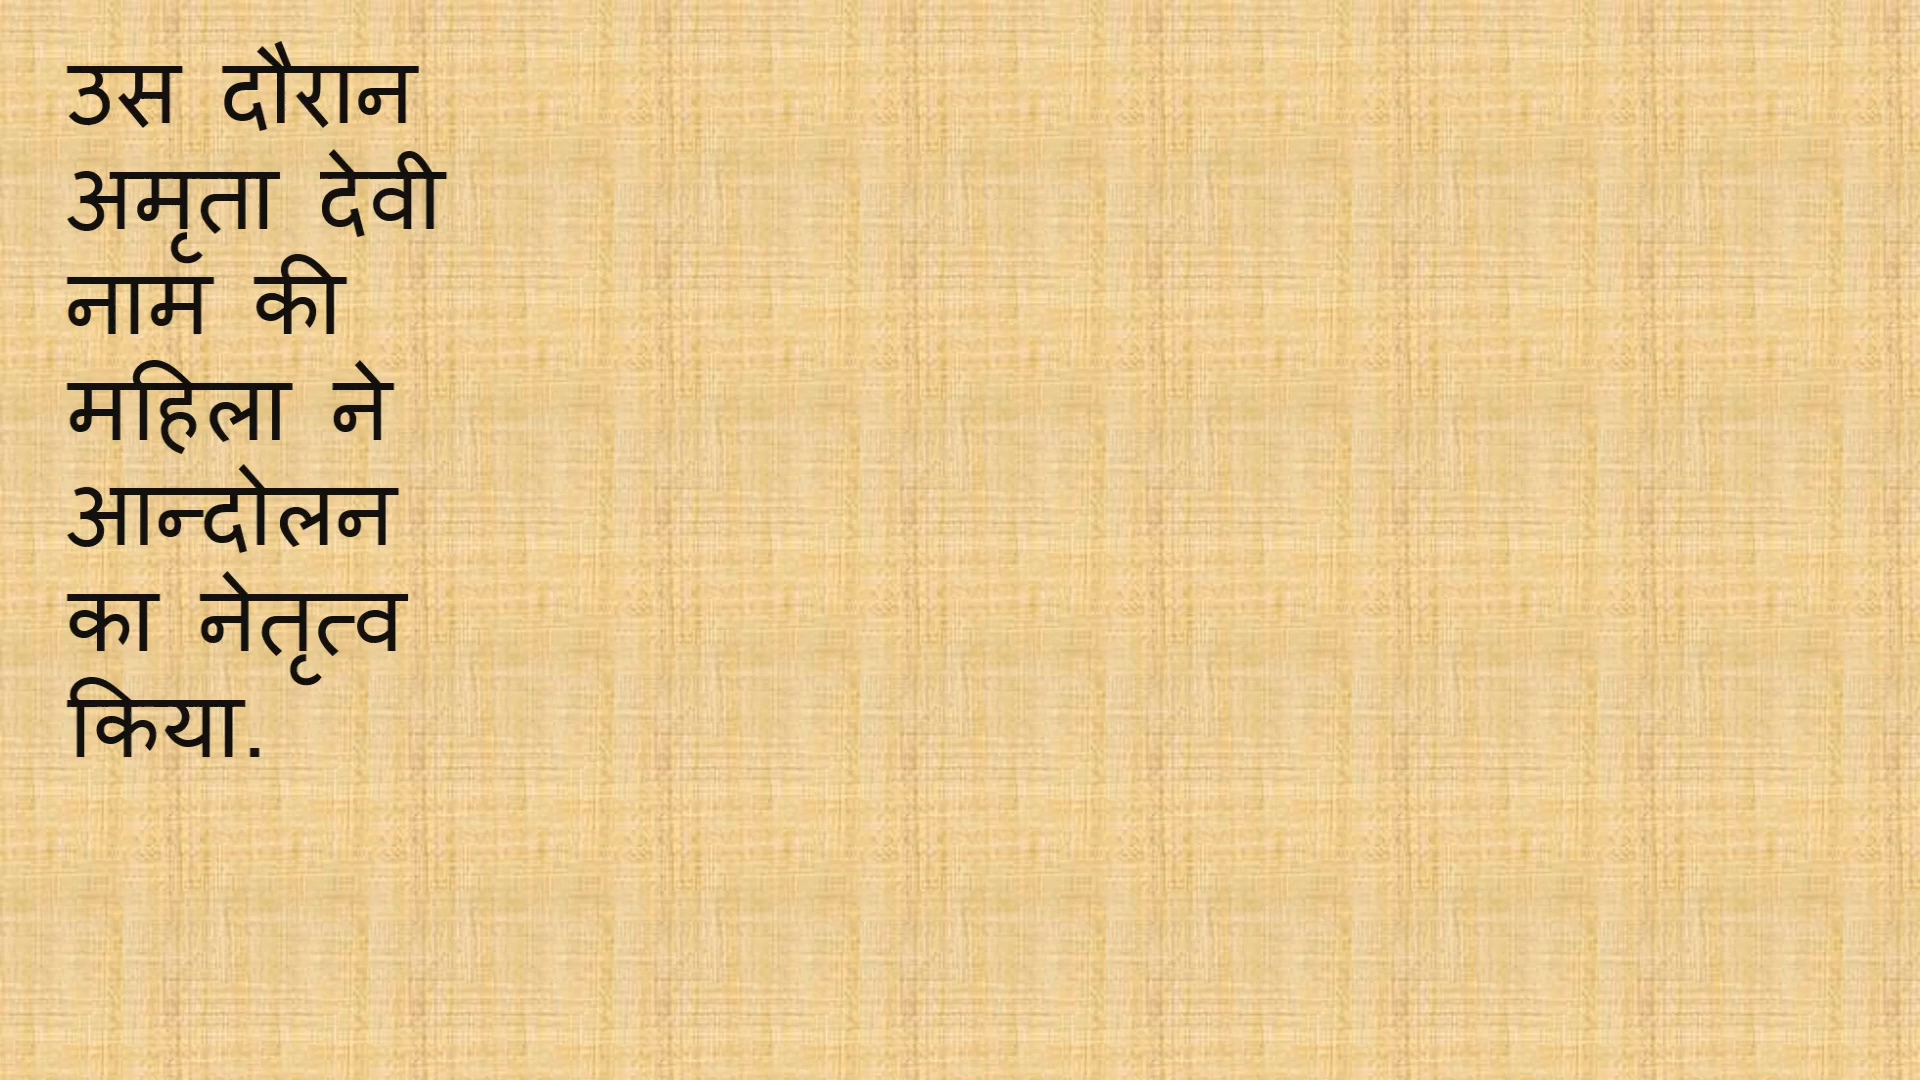 उस दौरान
अमृता देवी
नाम की
महिला ने
आन्दोलन
का नेतृत्व
किया.